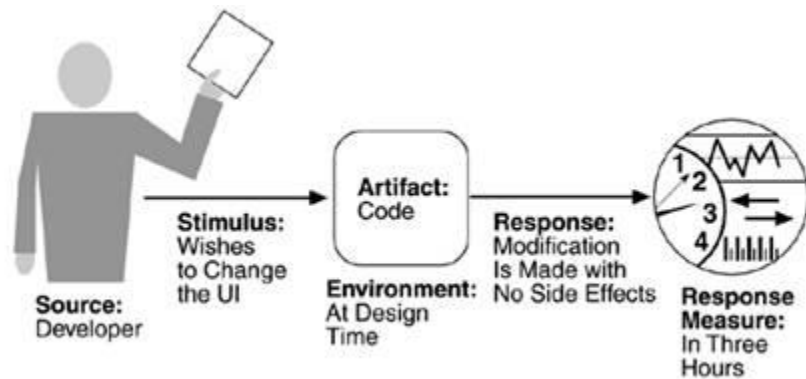 Source:
Developer
Stimulus:
Wishes
to Change
the UI
Artifact:
Code
Environment:
At Design
Time
Response:
Modification
Is Made with
No Side Effects
1
2
3
4
Response
Measure:
In Three
Hours